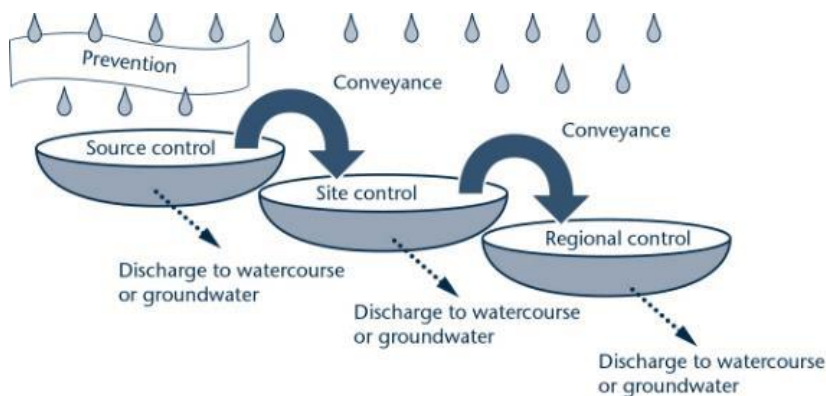 Prevention
Conveyance
Conveyance
Source control
Site control
Regional control
Discharge to watercourse
or groundwater
Discharge to watercourse
or groundwater
Discharge to watercourse
or groundwater